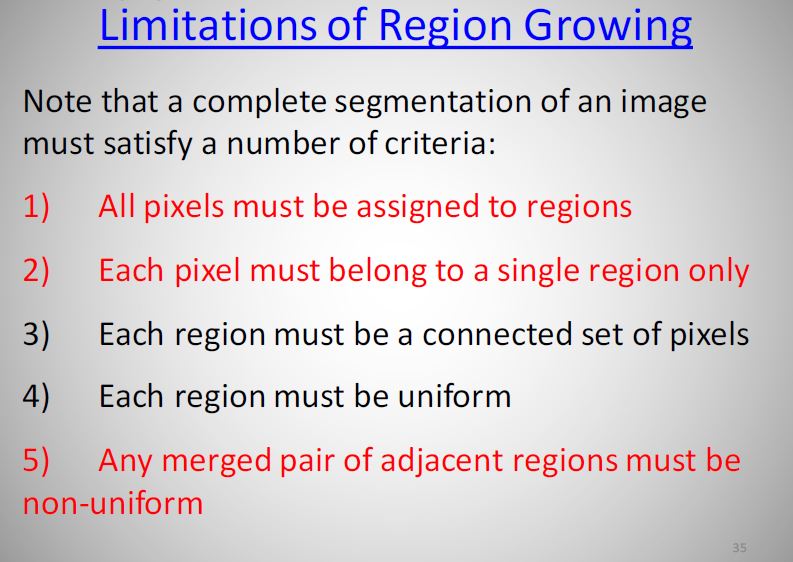 Limitations of Region Growing
Note that a complete segmentation of an image
must satisfy a number of criteria:
1) All pixels must be assigned to regions
2) Each pixel must belong to a single region only
3) Each region must be a connected set of pixels
4) Each region must be uniform
5) Any merged pair of adjacent regions must be
non-uniform
35